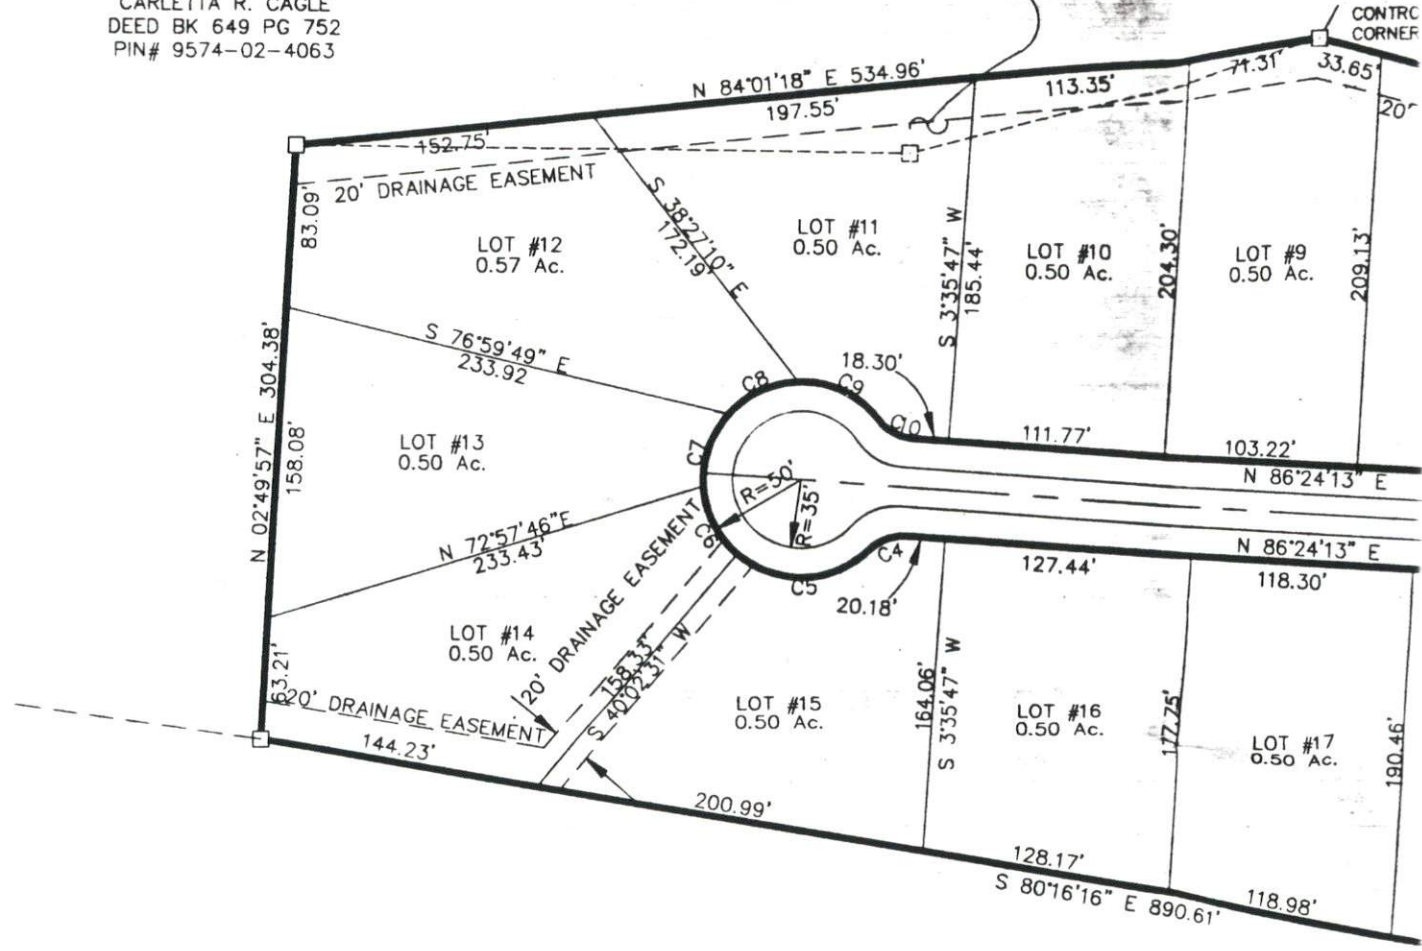 CARLETTA R. CAGLE
DEED BK 649 PG 752
PIN# 9574-02-4063
CORNER
N 84°01'18" E 534.96'
152.75'
197.55'
113.35'
71.31'
33.65'
20'
20' DRAINAGE EASEMENT
83.09'
LOT #12
0.57 Ac.
S 38°27'10" E
172.19'
LOT #11
0.50 Ac.
S 3°35'47" W
185.44'
LOT #10
0.50 Ac.
204.30'
LOT #9
0.50 Ac.
209.13'
N 02°49'57" E 304.38'
158.08'
S 76°59'49" E
233.92
LOT #13
0.50 Ac.
C8
C9
18.30'
C10
111.77'
103.22'
N 86°24'13" E
C7
R=50'
R=35'
C6
N 72°57'46"E
233.43'
C5
C4
20.18'
N 86°24'13" E
127.44'
118.30'
LOT #14
0.50 Ac.
63.21'
20' DRAINAGE EASEMENT
20' DRAINAGE EASEMENT
158.33'
S 40°02'31" W
144.23'
LOT #15
0.50 Ac.
200.99'
164.06'
S 3°35'47" W
LOT #16
0.50 Ac.
177.75'
LOT #17
0.50 Ac.
190.46'
128.17'
S 80°16'16" E 890.61'
118.98'